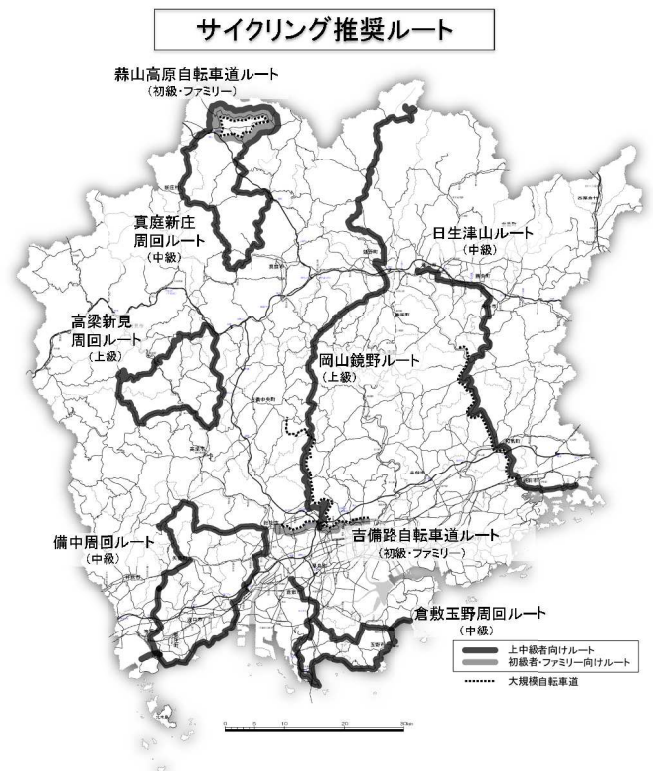 サイクリング推奨ルート
蒜山高原自転車道ルート
(初級・ファミリー)
真庭新庄
周回ルート
(中級)
日生津山ルート
(中級)
高梁新見
周回ルート
(上級)
岡山鏡野ルート
(上級)
備中周回ルート
(中級)
吉備路自転車道ルート
(初級・ファミリー)
倉敷玉野周回ルート
(中級)
上中級者向けルート
初級者・ファミリー向けルート
大規模自転車道
0 5 10 20 30km